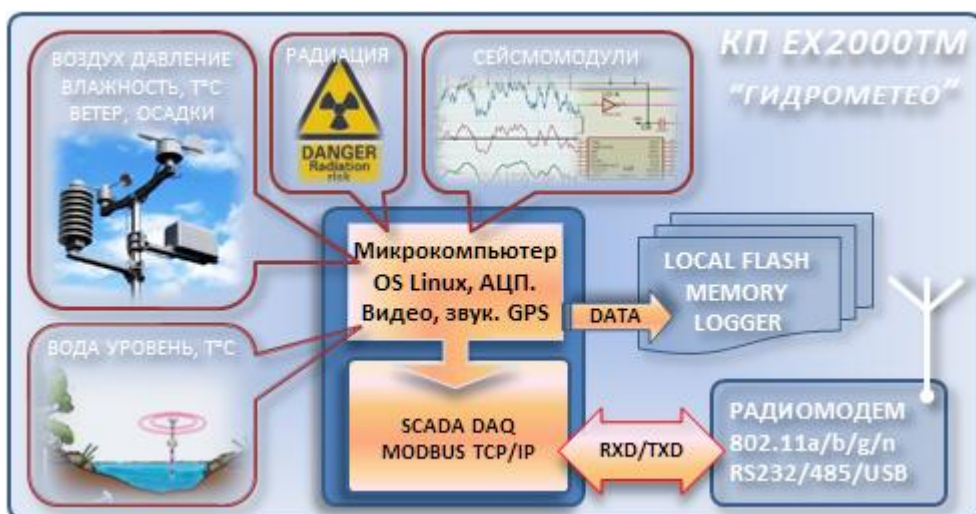 КП EX2000TM
“ГИДРОМЕТЕО”
ВОЗДУХ ДАВЛЕНИЕ
ВЛАЖНОСТЬ, Т°С
ВЕТЕР, ОСАДКИ
РАДИАЦИЯ
DANGER
Radiation
risk
СЕЙСМОМОДУЛИ
Микрокомпьютер
OS Linux, АЦП.
Видео, звук. GPS
DATA
LOCAL FLASH
MEMORY
LOGGER
ВОДА УРОВЕНЬ, Т°С
SCADA DAQ
MODBUS TCP/IP
RXD/TXD
РАДИОМОДЕМ
802.11a/b/g/n
RS232/485/USB